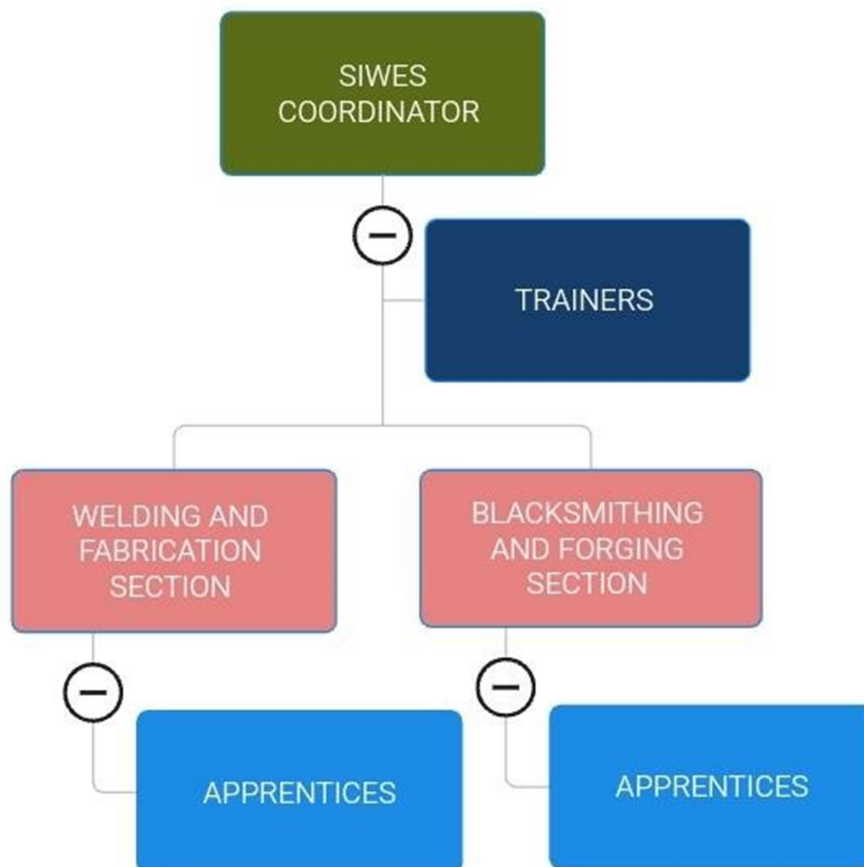 SIWES
COORDINATOR
TRAINERS
WELDING AND
FABRICATION
SECTION
BLACKSMITHING
AND FORGING
SECTION
APPRENTICES
APPRENTICES